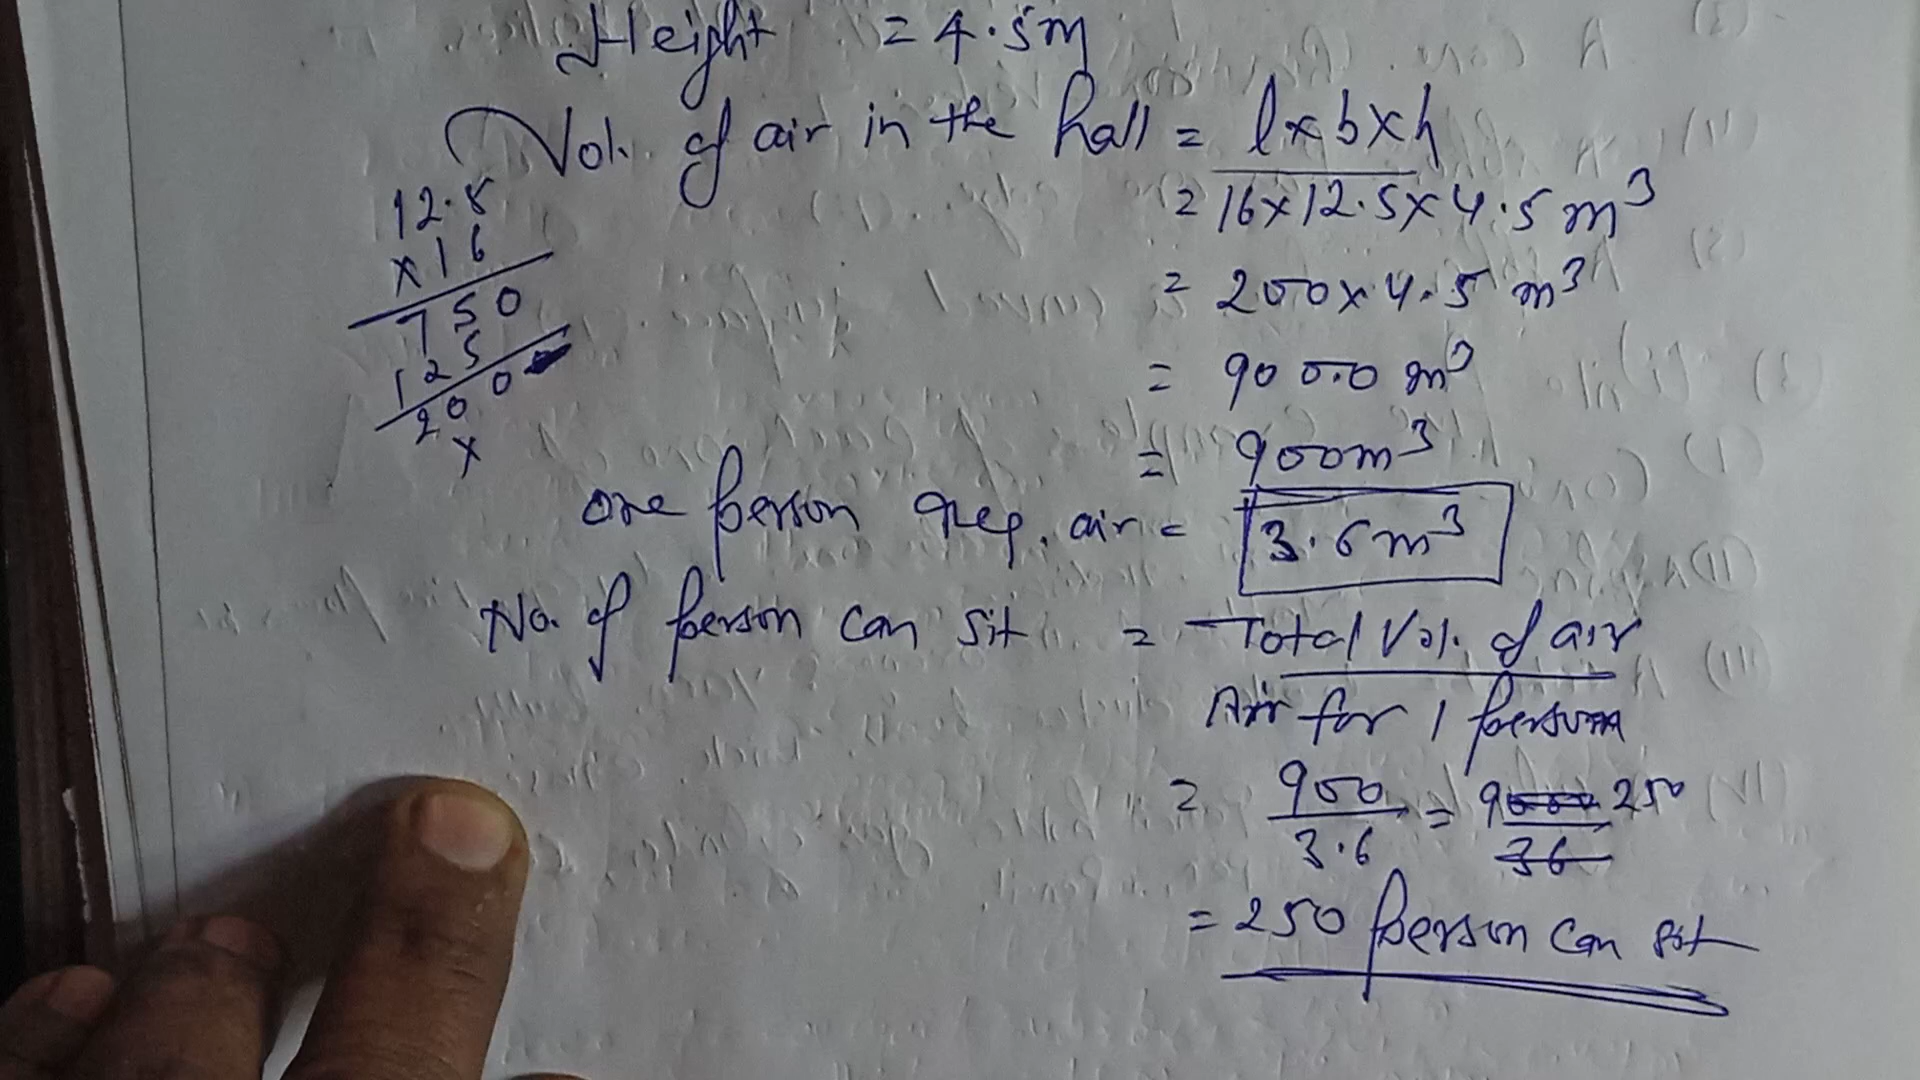 Height = 4.5m
Vol. of air in the hall = l x b x h
= 16 x 12.5 x 4.5 m³
= 200 x 4.5 m³
= 900.0 m³
= 900m³
12.5
x 16
750
125
200 0
x
one person req. air = 3.6m³
No. of person can sit = Total Vol. of air
Air for 1 person
= 900 / 3.6 = 9000 / 36 250
= 250 person can sit